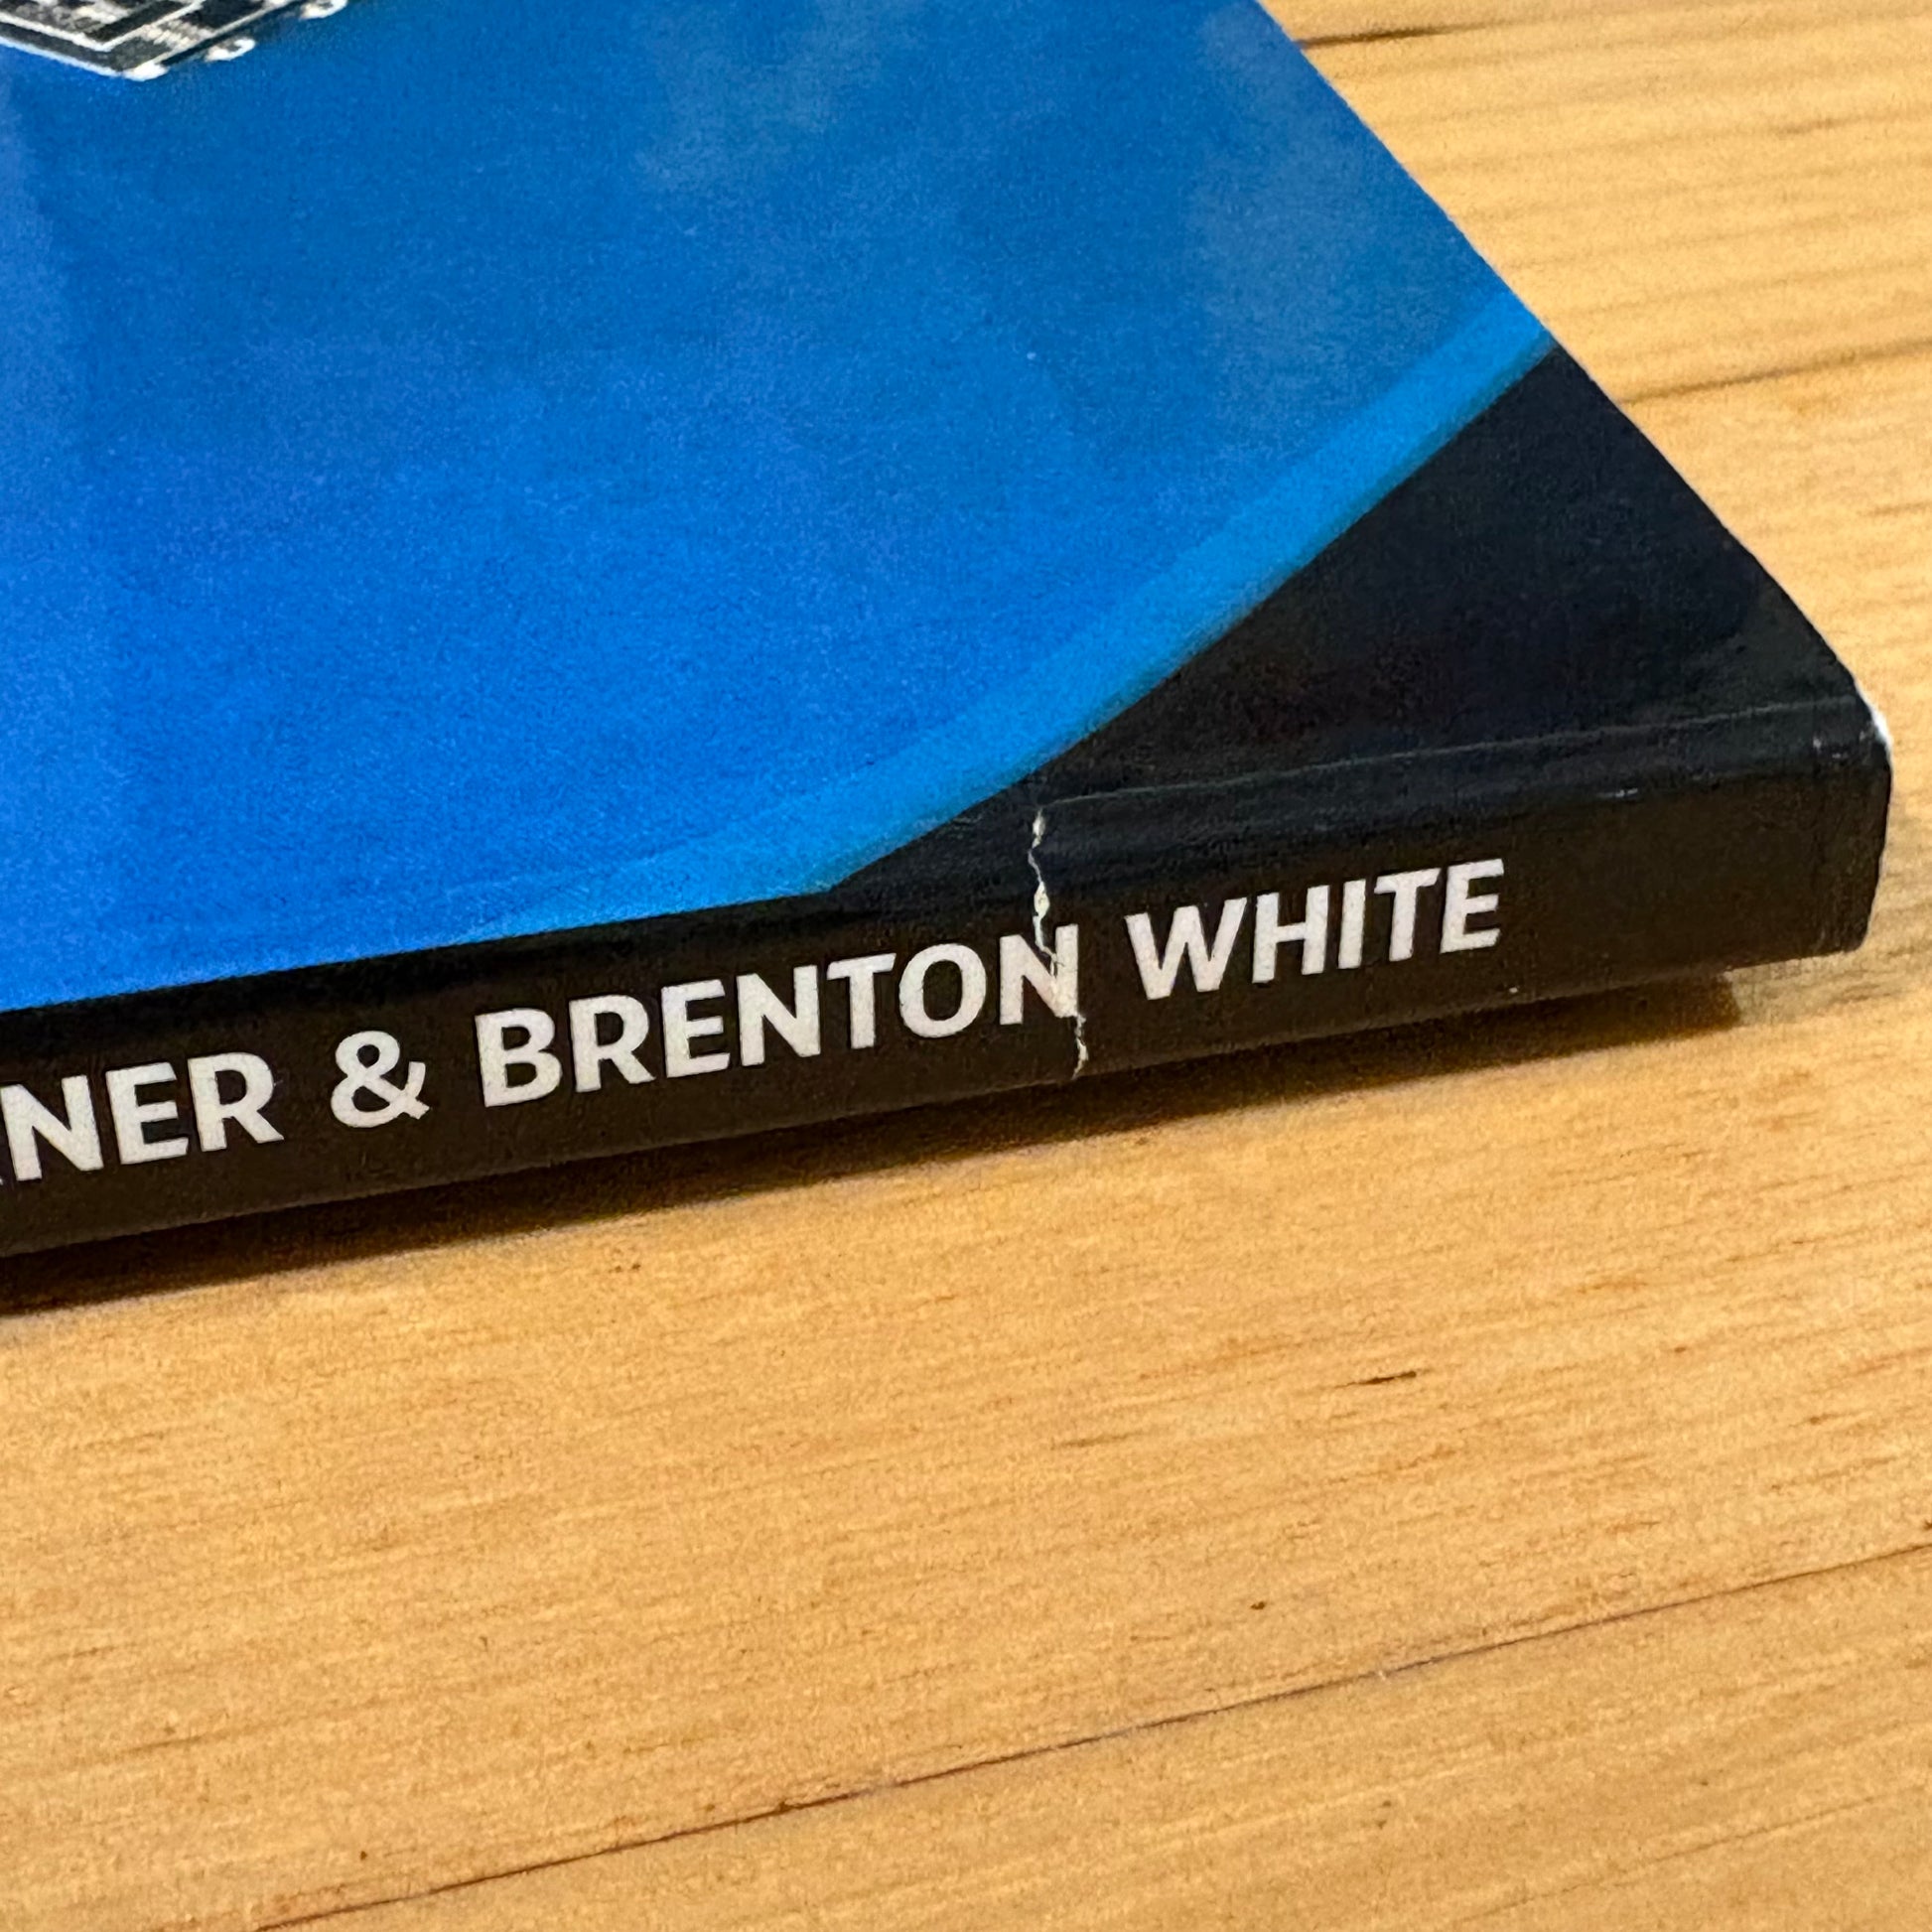 NER & BRENTON WHITE